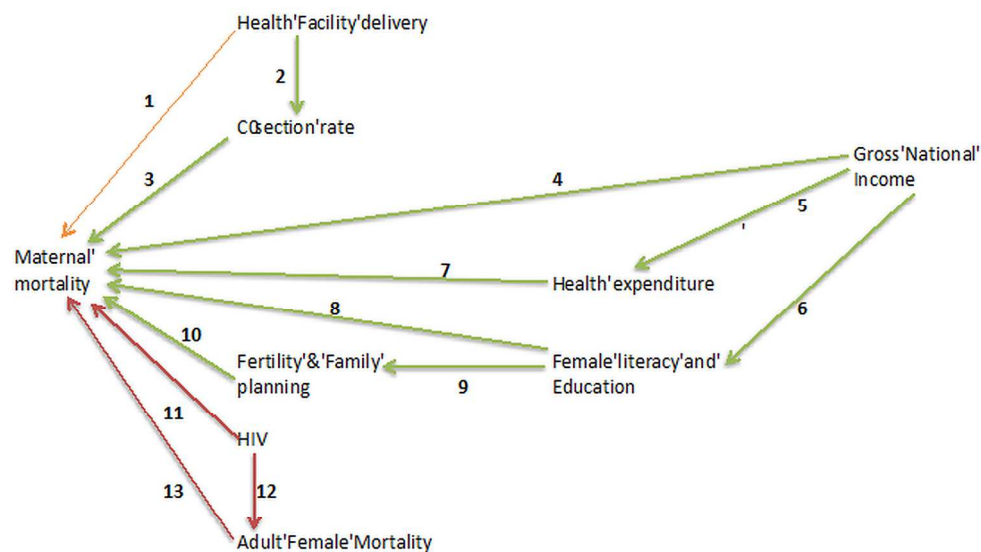 Health'Facility'delivery
2
1
C0section'rate
Gross'National'
Income
3
4
5
'
Maternal'
mortality
7
Health'expenditure
8
6
10
Fertility'&'Family'
planning
9
Female'literacy'and'
Education
11
HIV
13
12
Adult'Female'Mortality